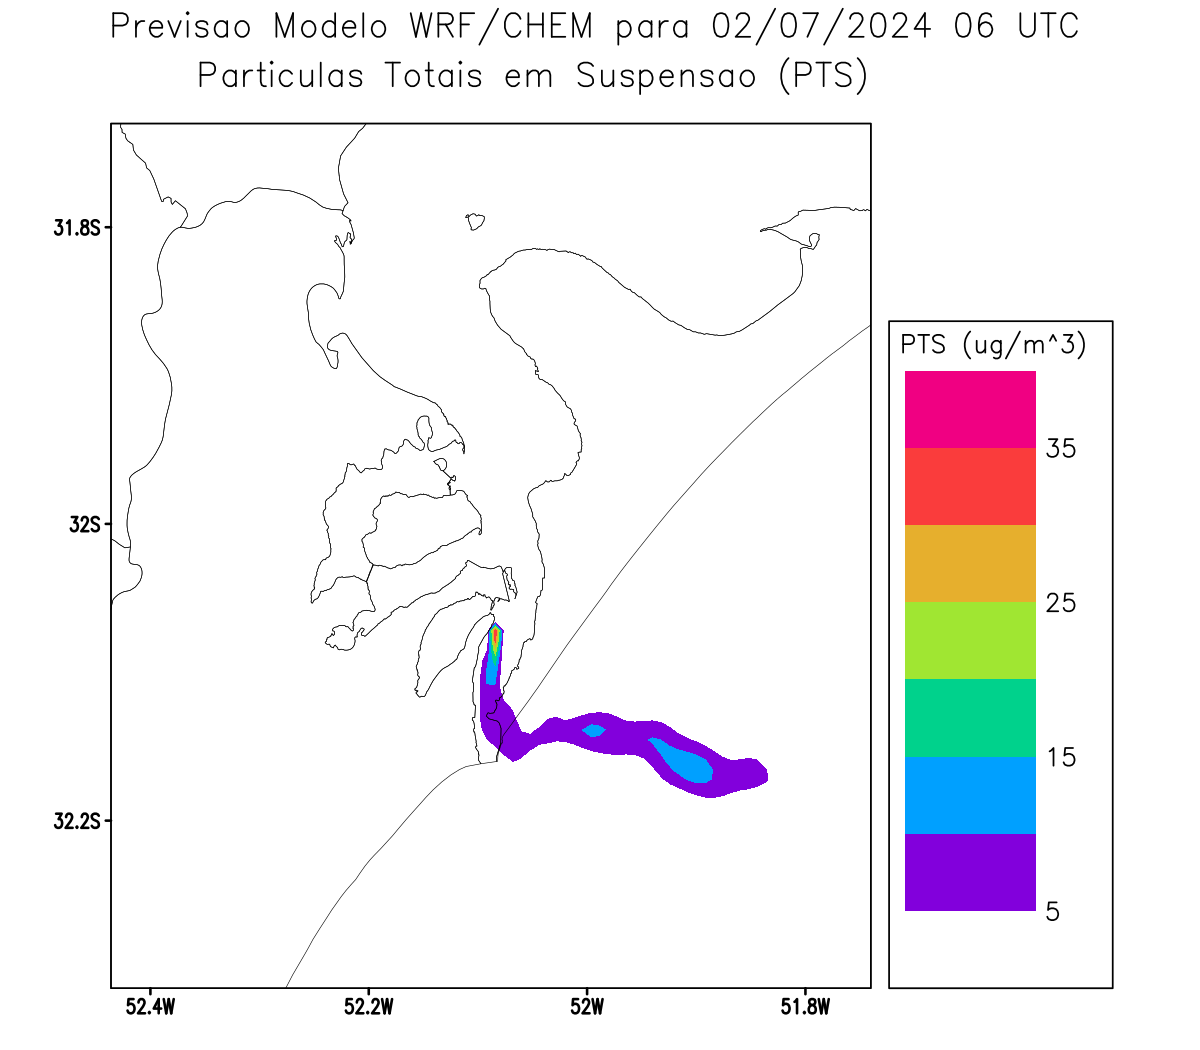 Previsao Modelo WRF/CHEM para 02/07/2024 06 UTC
Particulas Totais em Suspensao (PTS)
31.8S
32S
32.2S
52.4W
52.2W
52W
51.8W
PTS (ug/m^3)
35
25
15
5